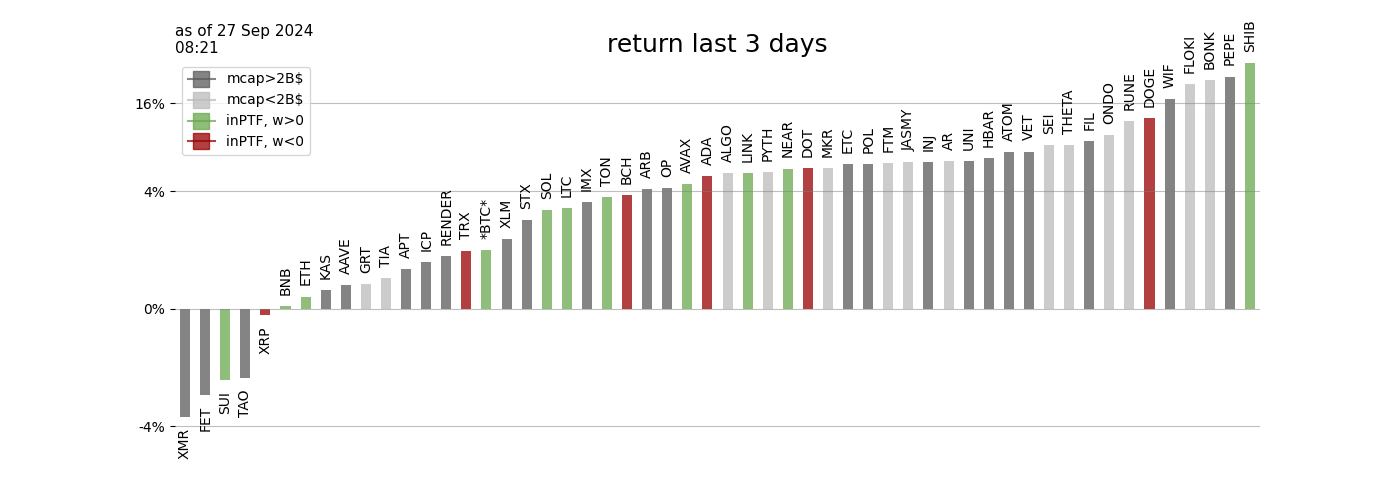 as of 27 Sep 2024
08:21
return last 3 days
mcap>2B$
mcap<2B$
inPTF, w>0
inPTF, w<0
16%
4%
0%
-4%
XMR
FET
SUI
TAO
XRP
BNB
ETH
KAS
AAVE
GRT
TIA
APT
ICP
RENDER
TRX
*BTC*
XLM
STX
SOL
LTC
IMX
TON
BCH
ARB
OP
AVAX
ADA
ALGO
LINK
PYTH
NEAR
DOT
MKR
ETC
POL
FTM
JASMY
INJ
AR
UNI
HBAR
ATOM
VET
SEI
THETA
FIL
ONDO
RUNE
DOGE
WIF
FLOKI
BONK
PEPE
SHIB